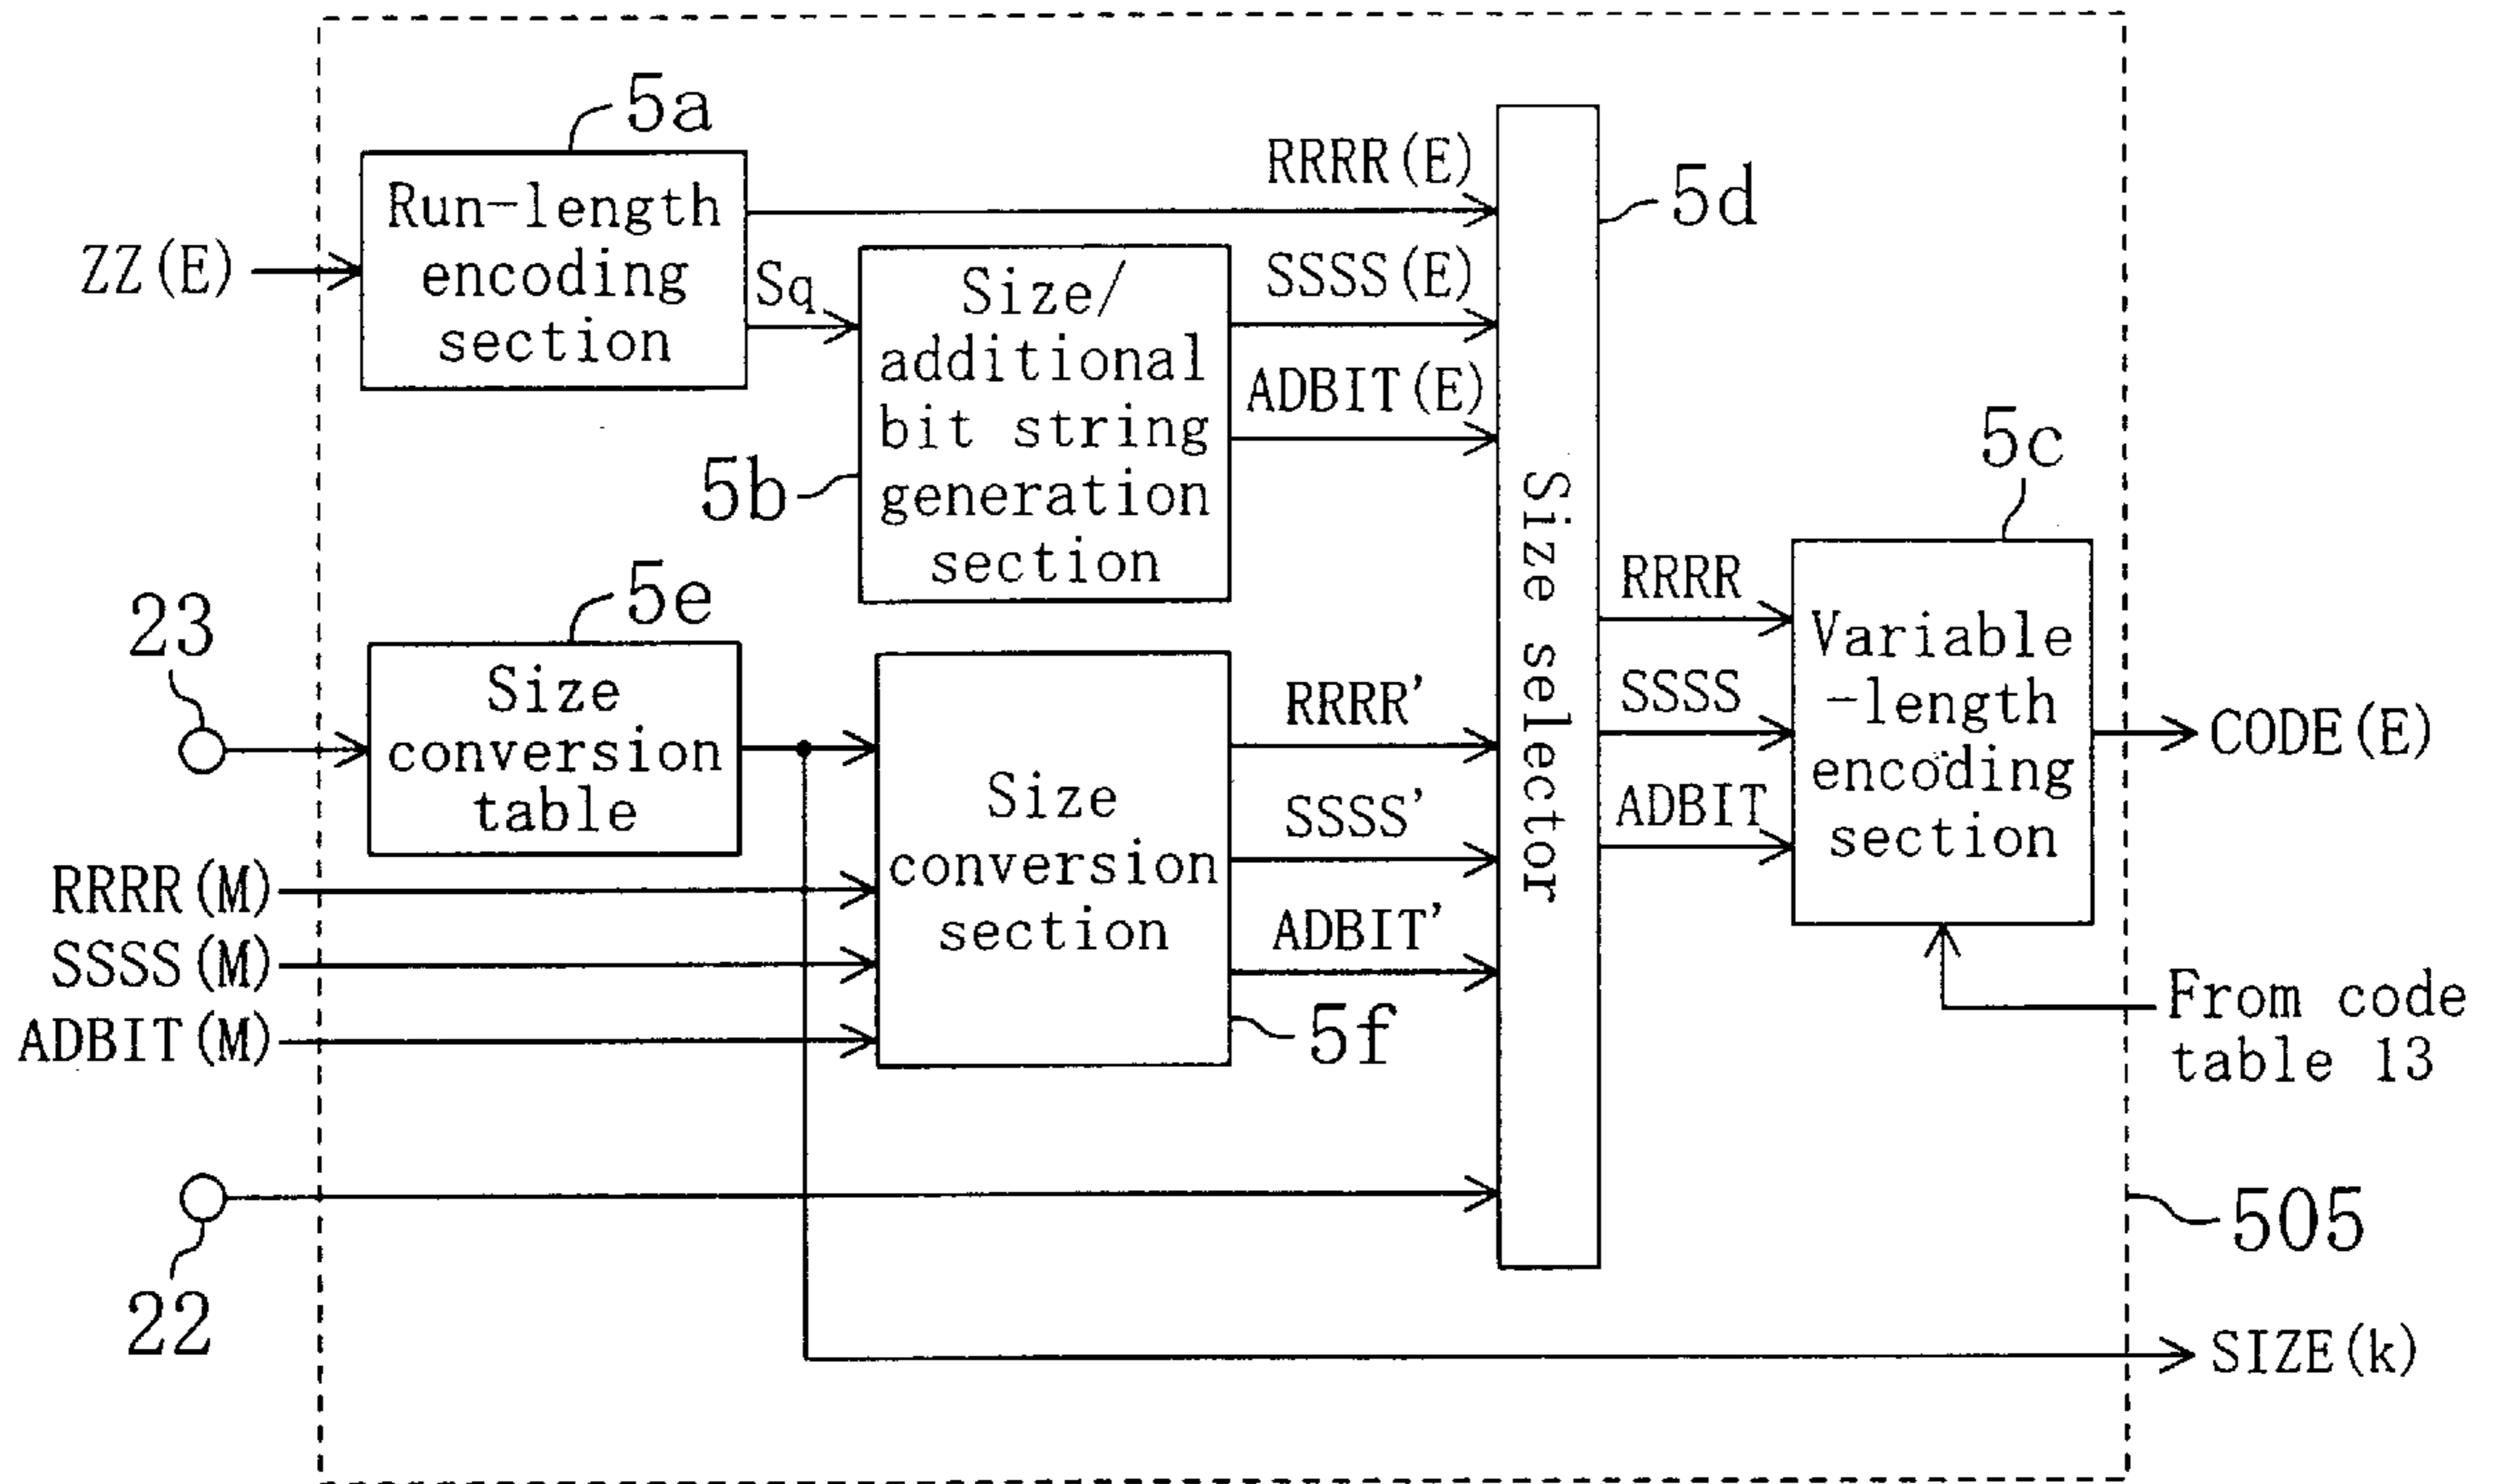 5a
Run-length
encoding
section
ZZ(E)
Sq
5b
Size/
additional
bit string
generation
section
RRRR(E)
SSSS(E)
ADBIT(E)
5d
Size selector
23
5e
Size
conversion
table
RRRR(M)
SSSS(M)
ADBIT(M)
Size
conversion
section
5f
RRRR'
SSSS'
ADBIT'
RRRR
SSSS
ADBIT
5c
Variable
-length
encoding
section
CODE(E)
From code
table 13
22
505
SIZE(k)